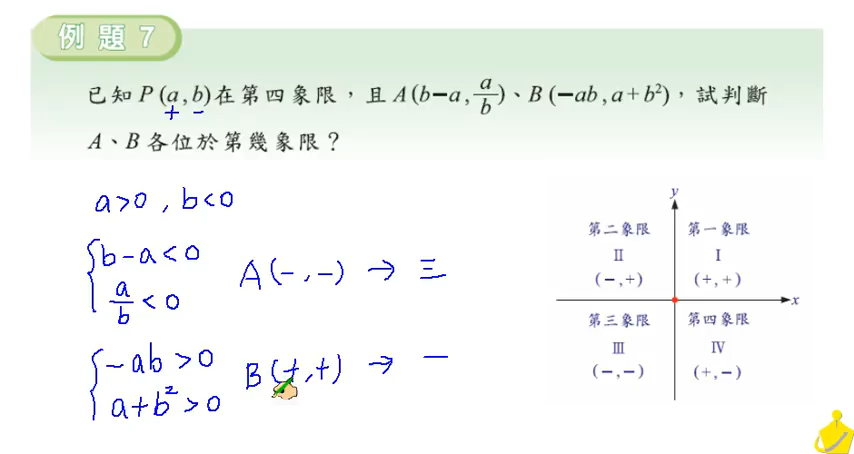 例題 7
已知 P (a , b) 在第四象限，且 A(b−a , a/b)、B (−ab , a+b²)，試判斷
+ −
A、B 各位於第幾象限？
a>0 , b<0
b−a<0
a/b <0
A(−,−) → 三
−ab>0
a+b²>0
B(+,+) → 一
y
第二象限 第一象限
II I
(−,+) (+,+)
x
第三象限 第四象限
III IV
(−,−) (+,−)